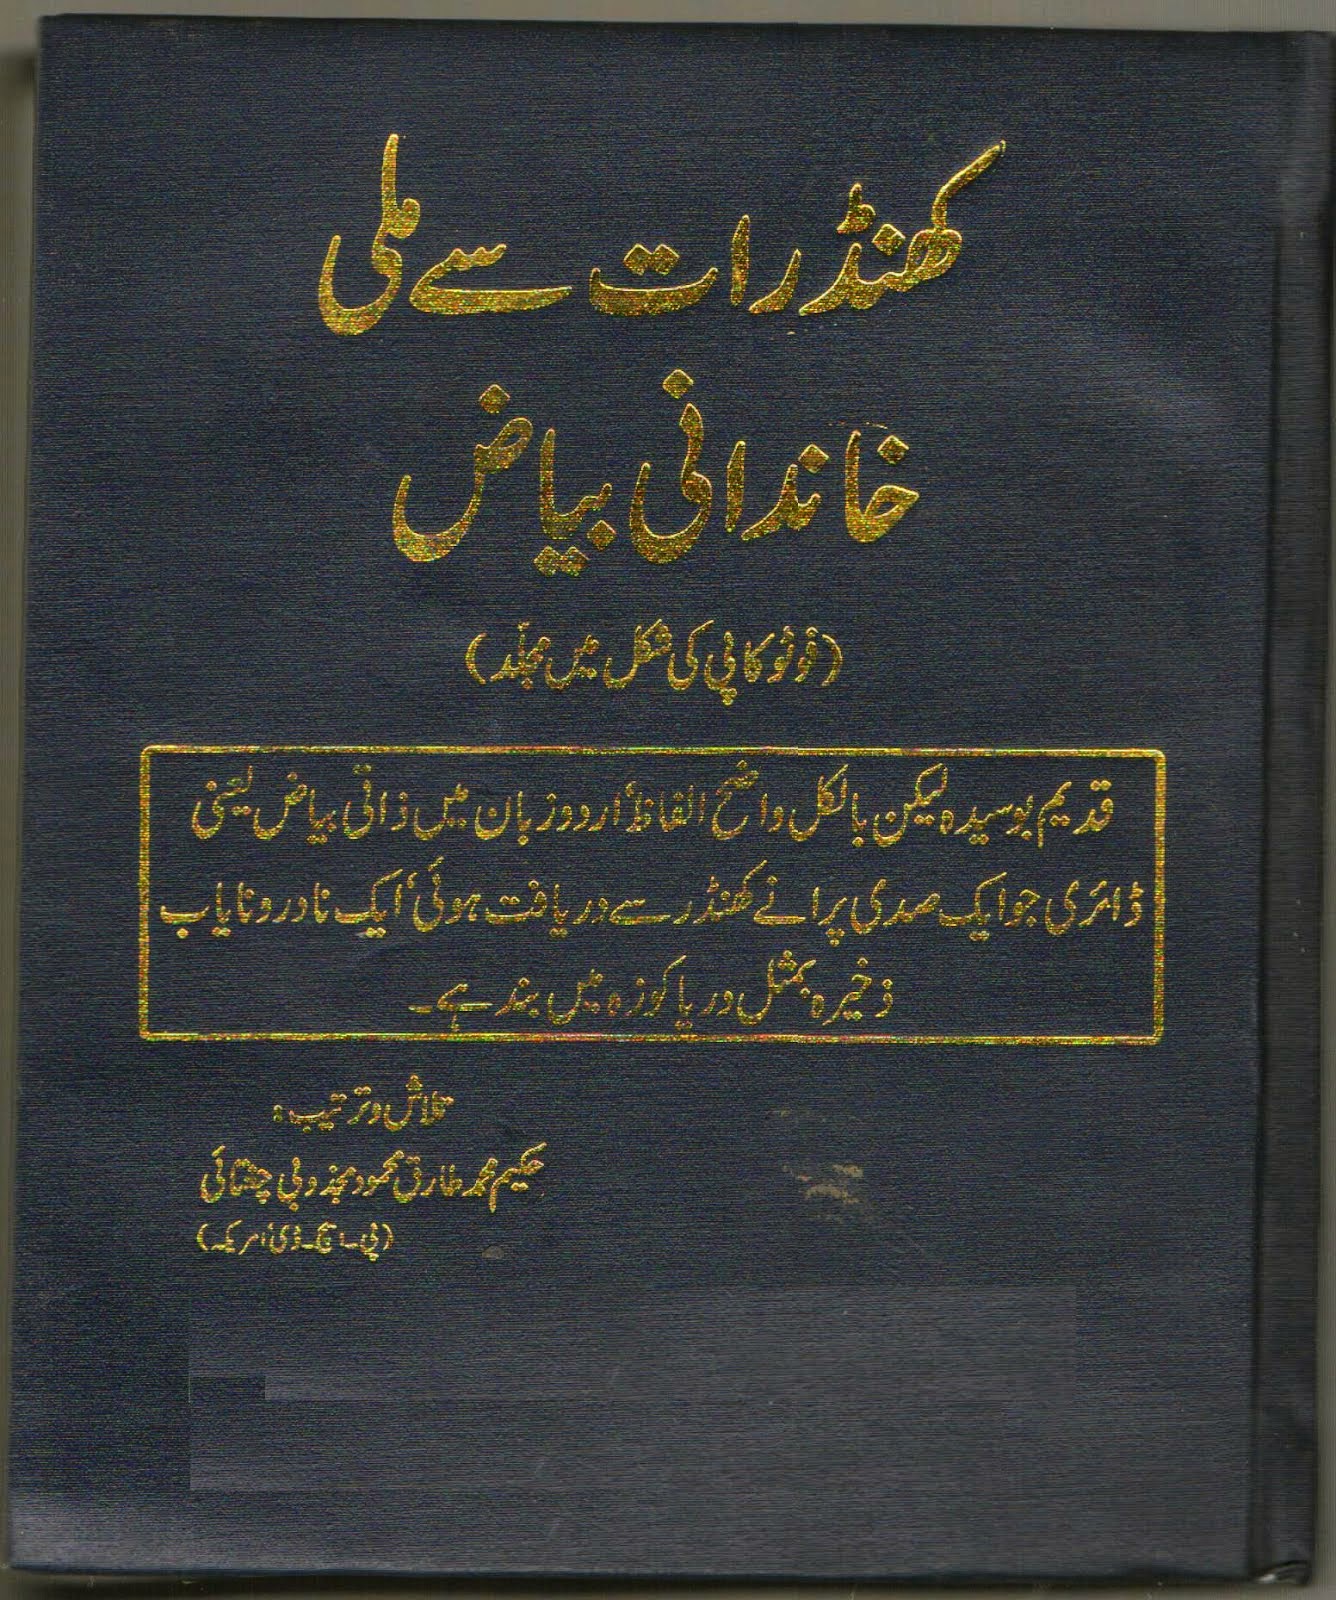 کھنڈرات سے ملی
خاندانی بیاض
(فوٹو کاپی کی شکل میں مجلّد)
قدیم بوسیدہ لیکن بالکل واضح الفاظ‘ اردو زبان میں ذاتی بیاض یعنی
ڈائری جو ایک صدی پرانے کھنڈر سے دریافت ہوئی‘ ایک نادر و نایاب
ذخیرہ بمثل دریا کوزہ میں بند ہے۔
تلاش و ترتیب:
حکیم محمد طارق محمود مجذوبی چغتائی
(پی۔ایچ۔ڈی‘ امریکہ)